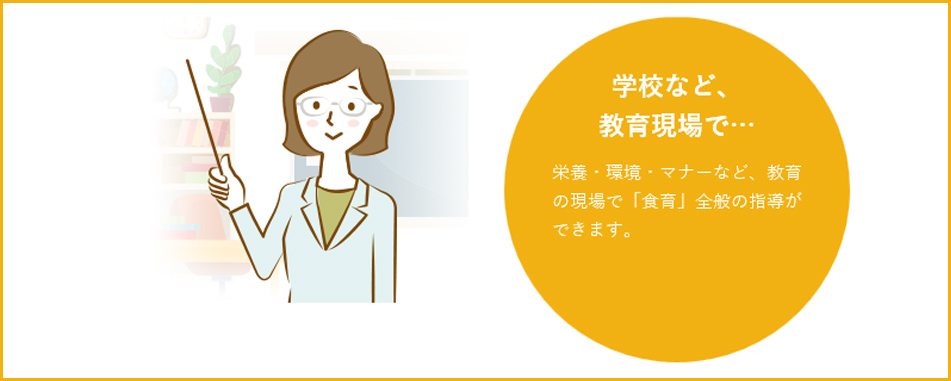 学校など、
教育現場で…
栄養・環境・マナーなど、教育
の現場で「食育」全般の指導が
できます。